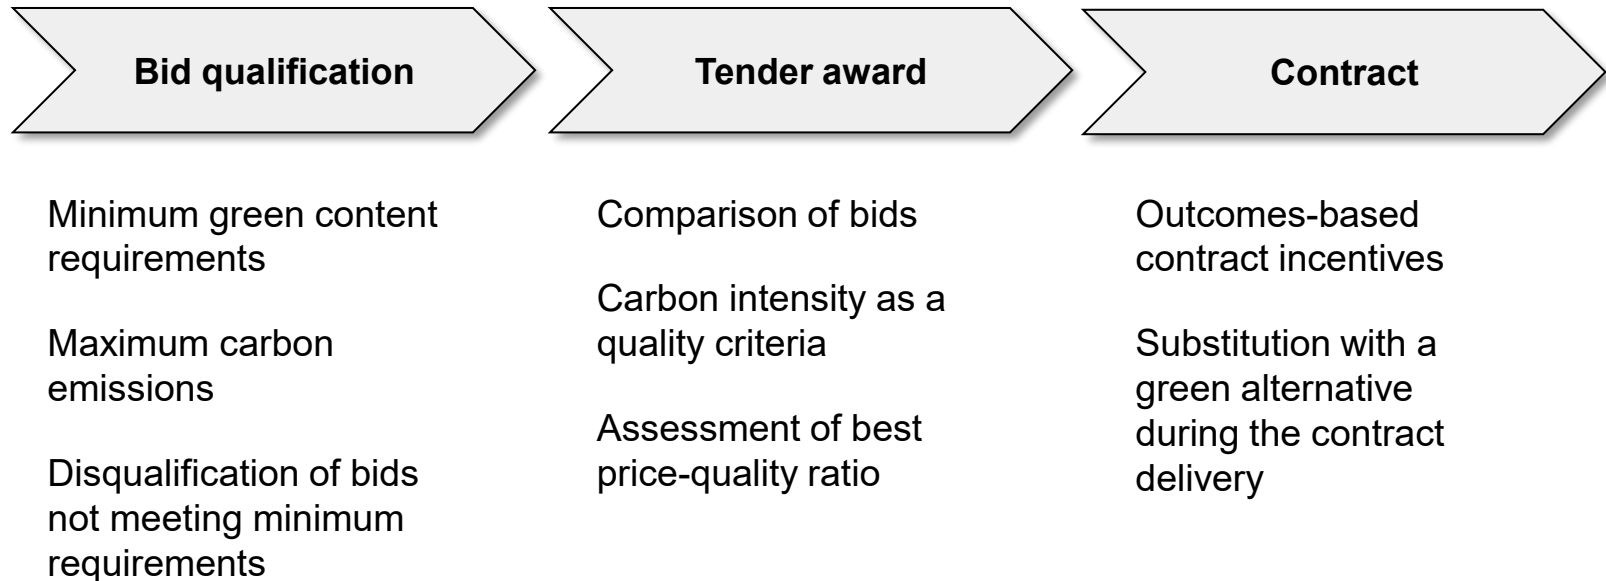 Bid qualification
Tender award
Contract
Minimum green content
requirements
Maximum carbon
emissions
Disqualification of bids
not meeting minimum
requirements
Comparison of bids
Carbon intensity as a
quality criteria
Assessment of best
price-quality ratio
Outcomes-based
contract incentives
Substitution with a
green alternative
during the contract
delivery